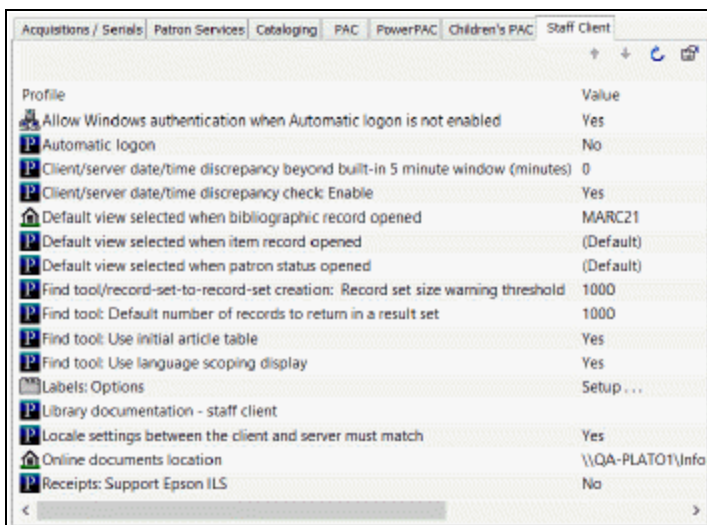 Acquisitions / Serials Patron Services Cataloging PAC PowerPAC Children's PAC Staff Client
Profile Value
Allow Windows authentication when Automatic logon is not enabled Yes
Automatic logon No
Client/server date/time discrepancy beyond built-in 5 minute window (minutes) 0
Client/server date/time discrepancy check: Enable Yes
Default view selected when bibliographic record opened MARC21
Default view selected when item record opened (Default)
Default view selected when patron status opened (Default)
Find tool/record-set-to-record-set creation: Record set size warning threshold 1000
Find tool: Default number of records to return in a result set 1000
Find tool: Use initial article table Yes
Find tool: Use language scoping display Yes
Labels: Options Setup . . .
Library documentation - staff client
Locale settings between the client and server must match Yes
Online documents location \\QA-PLATO1\Info
Receipts: Support Epson ILS No